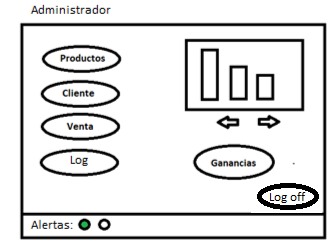 Administrador
Productos
Cliente
Venta
Log
Ganancias
Log off
Alertas: